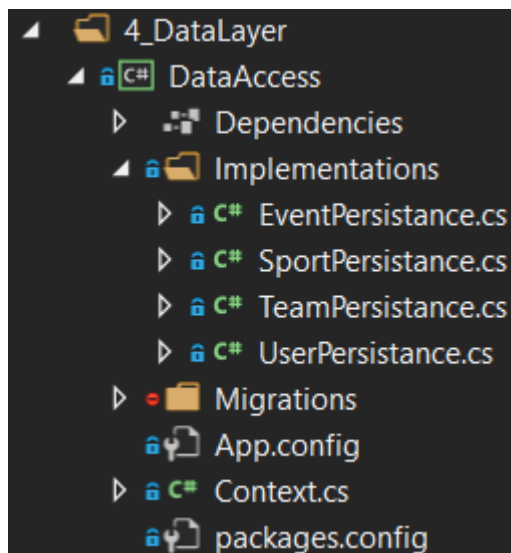 4_DataLayer
C# DataAccess
Dependencies
Implementations
C# EventPersistance.cs
C# SportPersistance.cs
C# TeamPersistance.cs
C# UserPersistance.cs
Migrations
App.config
C# Context.cs
packages.config